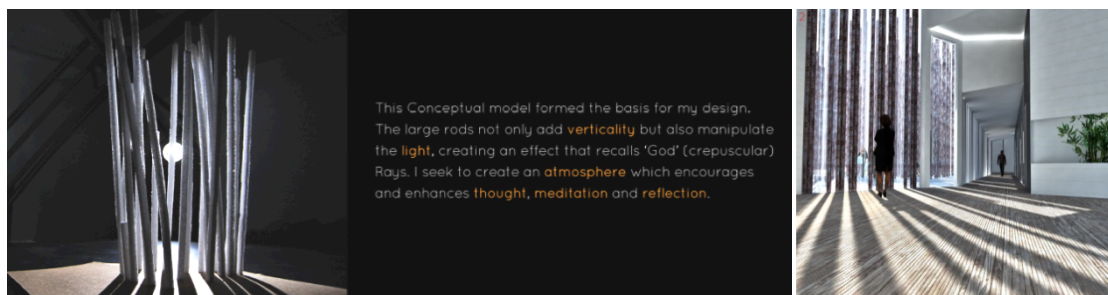 This Conceptual model formed the basis for my design.
The large rods not only add verticality but also manipulate
the light, creating an effect that recalls 'God' (crepuscular)
Rays. I seek to create an atmosphere which encourages
and enhances thought, meditation and reflection.
2